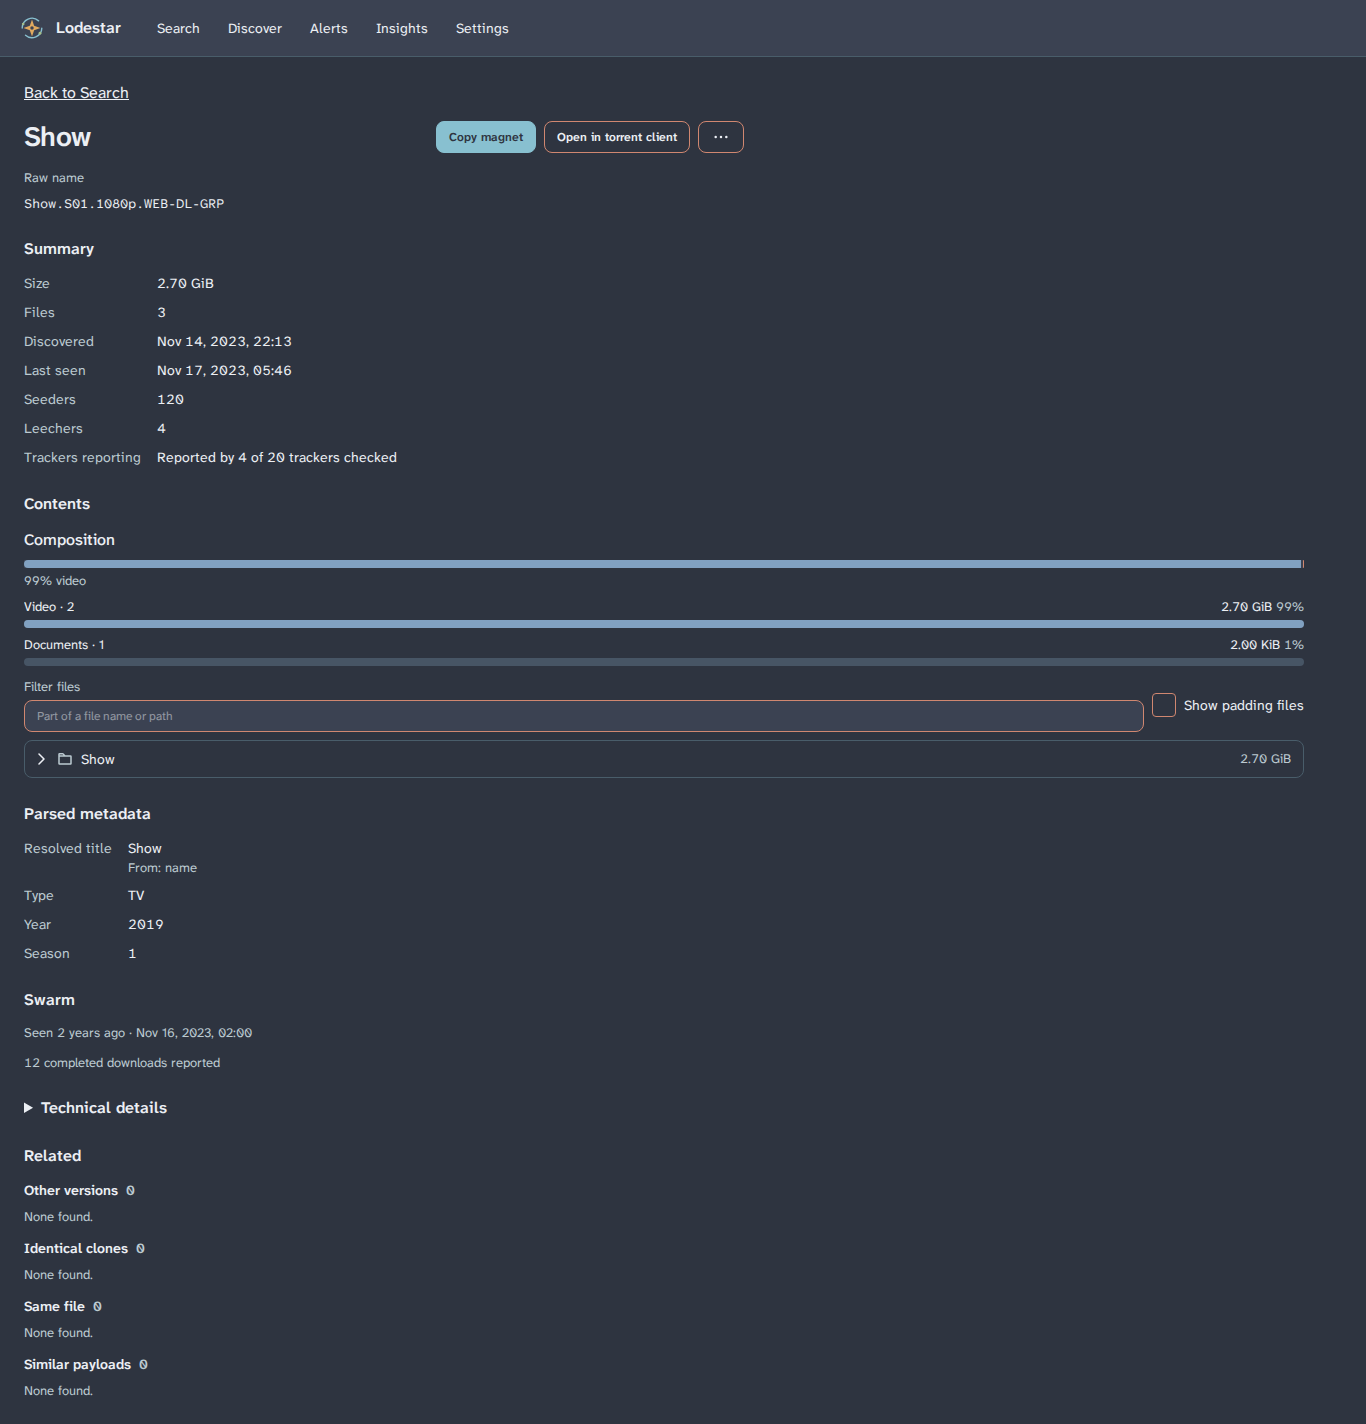 Lodestar Search Discover Alerts Insights Settings
Back to Search
Show Copy magnet Open in torrent client ...
Raw name
Show.S01.1080p.WEB-DL-GRP
Summary
Size 2.70 GiB
Files 3
Discovered Nov 14, 2023, 22:13
Last seen Nov 17, 2023, 05:46
Seeders 120
Leechers 4
Trackers reporting Reported by 4 of 20 trackers checked
Contents
Composition
99% video
Video · 2 2.70 GiB 99%
Documents · 1 2.00 KiB 1%
Filter files
Part of a file name or path Show padding files
Show 2.70 GiB
Parsed metadata
Resolved title Show
From: name
Type TV
Year 2019
Season 1
Swarm
Seen 2 years ago · Nov 16, 2023, 02:00
12 completed downloads reported
Technical details
Related
Other versions 0
None found.
Identical clones 0
None found.
Same file 0
None found.
Similar payloads 0
None found.